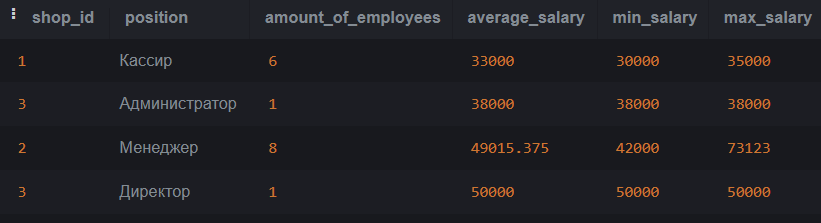 shop_id position amount_of_employees average_salary min_salary max_salary
1 Кассир 6 33000 30000 35000
3 Администратор 1 38000 38000 38000
2 Менеджер 8 49015.375 42000 73123
3 Директор 1 50000 50000 50000